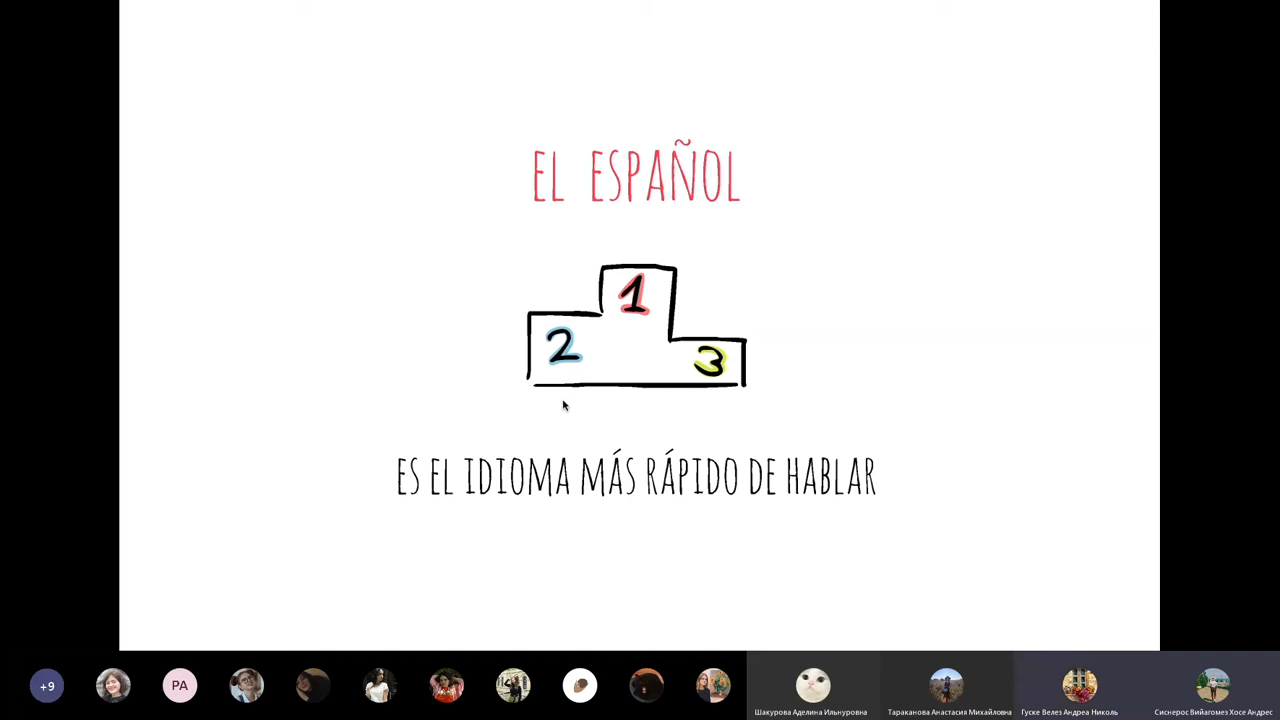 EL ESPAÑOL
1
2
3
ES EL IDIOMA MÁS RÁPIDO DE HABLAR
+9
PA
Шакурова Аделина Ильнуровна
Тараканова Анастасия Михайловна
Гуске Велез Андреа Николь
Сиснерос Вийагомез Хосе Андрес